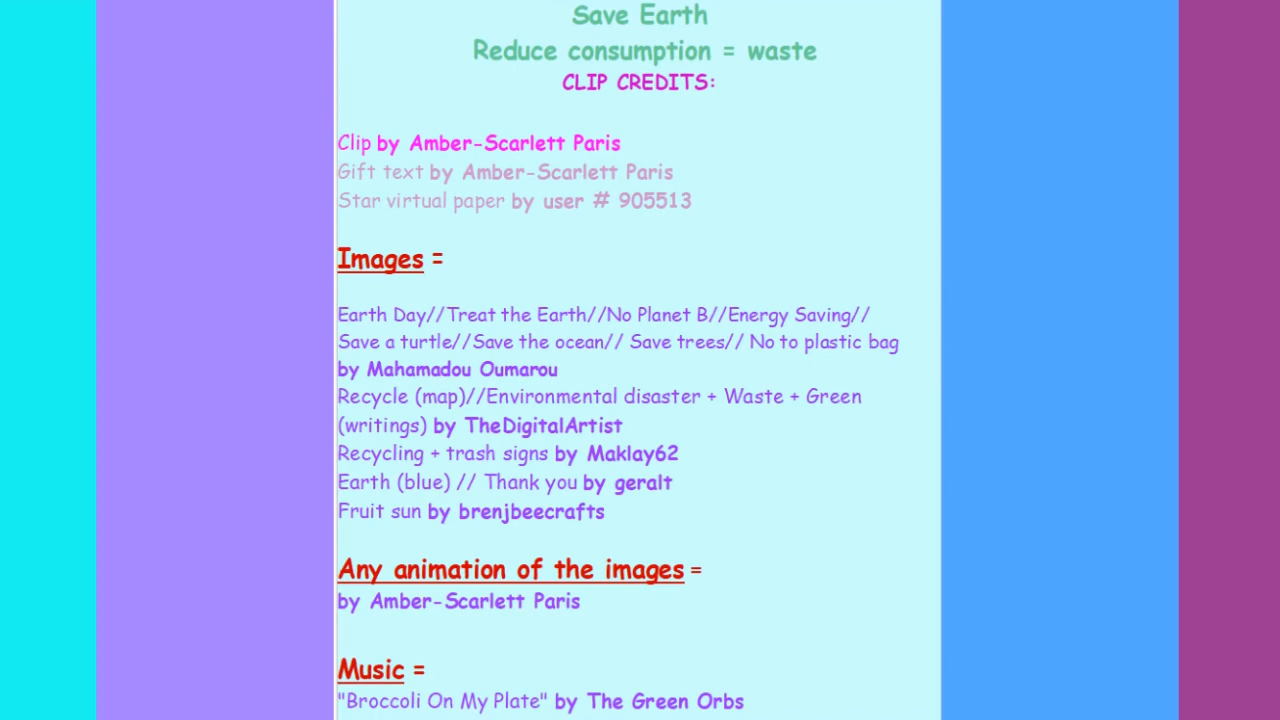 Save Earth
Reduce consumption = waste
CLIP CREDITS:
Clip by Amber-Scarlett Paris
Gift text by Amber-Scarlett Paris
Star virtual paper by user # 905513
Images =
Earth Day//Treat the Earth//No Planet B//Energy Saving//
Save a turtle//Save the ocean// Save trees// No to plastic bag
by Mahamadou Oumarou
Recycle (map)//Environmental disaster + Waste + Green
(writings) by TheDigitalArtist
Recycling + trash signs by Maklay62
Earth (blue) // Thank you by geralt
Fruit sun by brenjbeecrafts
Any animation of the images =
by Amber-Scarlett Paris
Music =
"Broccoli On My Plate" by The Green Orbs